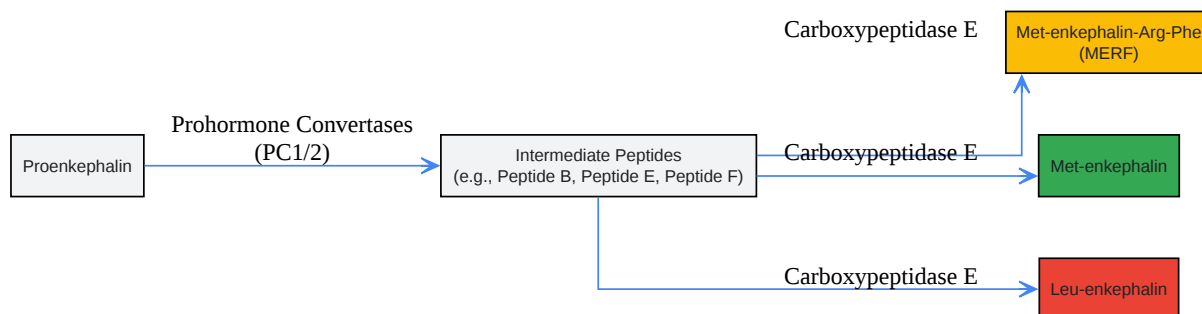 Carboxypeptidase E
Met-enkephalin-Arg-Phe
(MERF)
Prohormone Convertases
(PC1/2)
Proenkephalin
Intermediate Peptides
(e.g., Peptide B, Peptide E, Peptide F)
Carboxypeptidase E
Met-enkephalin
Carboxypeptidase E
Leu-enkephalin